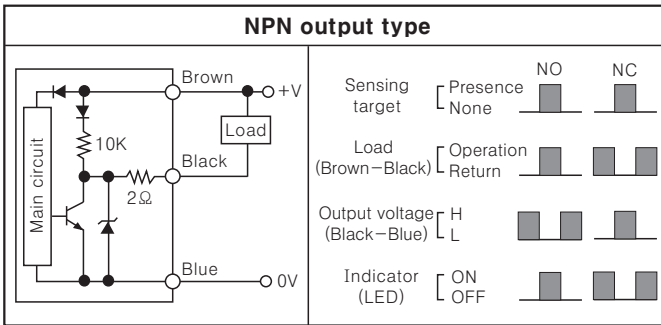 NPN output type
Brown
+V
Load
10K
Black
2Ω
Main circuit
Blue
0V
NO NC
Sensing target Presence None
Load (Brown−Black) Operation Return
Output voltage (Black−Blue) H L
Indicator (LED) ON OFF